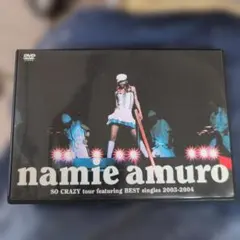 DVD
namie amuro
SO CRAZY tour featuring BEST singles 2003-2004